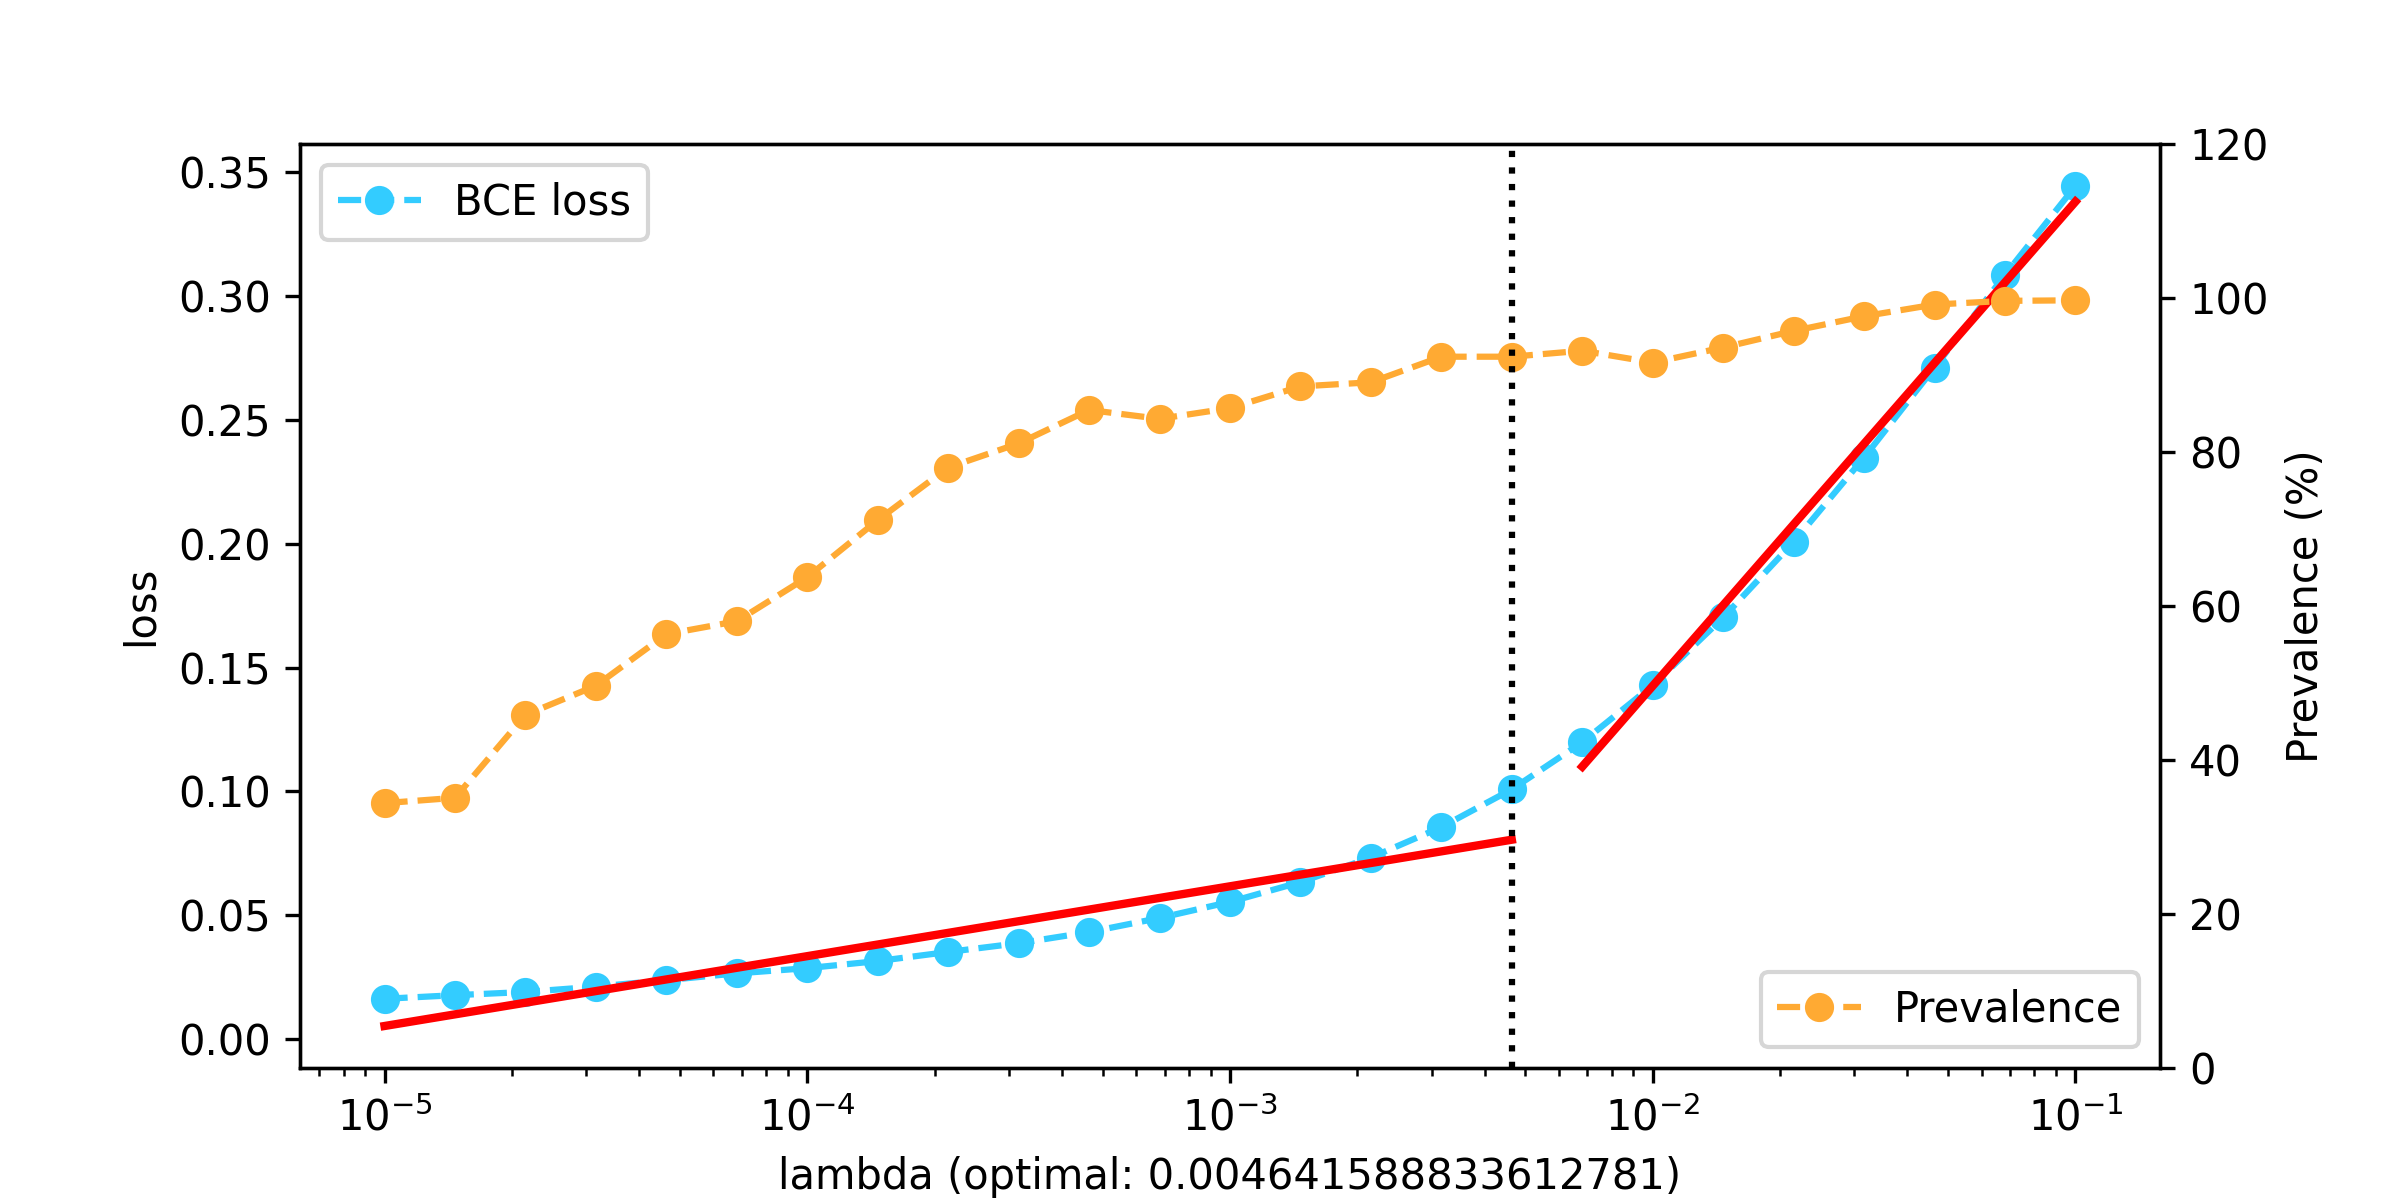 BCE loss
Prevalence
0.35
0.30
0.25
0.20
0.15
0.10
0.05
0.00
loss
120
100
80
60
40
20
0
Prevalence (%)
10⁻⁵ 10⁻⁴ 10⁻³ 10⁻² 10⁻¹
lambda (optimal: 0.004641588833612781)